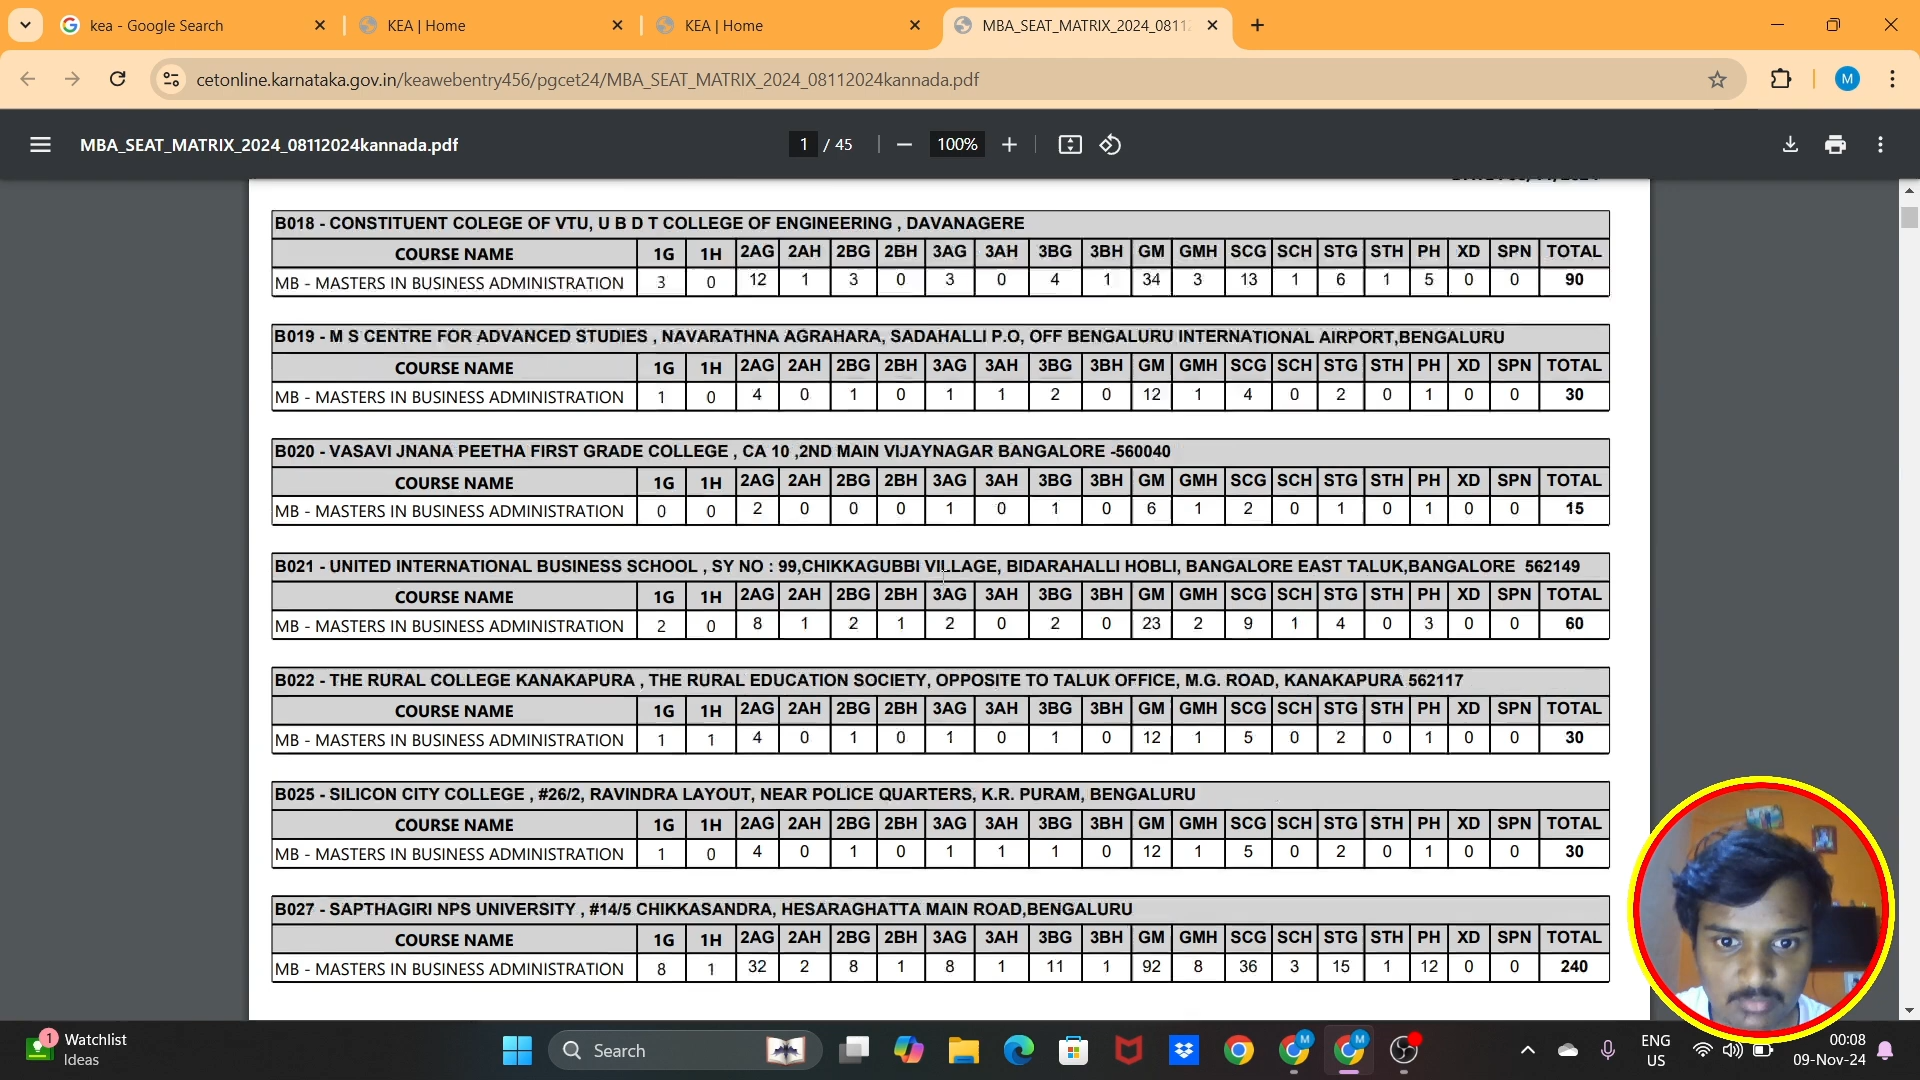 kea - Google Search
KEA | Home
KEA | Home
MBA_SEAT_MATRIX_2024_0811
cetonline.karnataka.gov.in/keawebentry456/pgcet24/MBA_SEAT_MATRIX_2024_08112024kannada.pdf
M
MBA_SEAT_MATRIX_2024_08112024kannada.pdf
1 / 45
100%
B018 - CONSTITUENT COLEGE OF VTU, U B D T COLLEGE OF ENGINEERING , DAVANAGERE
COURSE NAME 1G 1H 2AG 2AH 2BG 2BH 3AG 3AH 3BG 3BH GM GMH SCG SCH STG STH PH XD SPN TOTAL
MB - MASTERS IN BUSINESS ADMINISTRATION 3 0 12 1 3 0 3 0 4 1 34 3 13 1 6 1 5 0 0 90
B019 - M S CENTRE FOR ADVANCED STUDIES , NAVARATHNA AGRAHARA, SADAHALLI P.O, OFF BENGALURU INTERNATIONAL AIRPORT,BENGALURU
COURSE NAME 1G 1H 2AG 2AH 2BG 2BH 3AG 3AH 3BG 3BH GM GMH SCG SCH STG STH PH XD SPN TOTAL
MB - MASTERS IN BUSINESS ADMINISTRATION 1 0 4 0 1 0 1 1 2 0 12 1 4 0 2 0 1 0 0 30
B020 - VASAVI JNANA PEETHA FIRST GRADE COLLEGE , CA 10 ,2ND MAIN VIJAYNAGAR BANGALORE -560040
COURSE NAME 1G 1H 2AG 2AH 2BG 2BH 3AG 3AH 3BG 3BH GM GMH SCG SCH STG STH PH XD SPN TOTAL
MB - MASTERS IN BUSINESS ADMINISTRATION 0 0 2 0 0 0 1 0 1 0 6 1 2 0 1 0 1 0 0 15
B021 - UNITED INTERNATIONAL BUSINESS SCHOOL , SY NO : 99,CHIKKAGUBBI VILLAGE, BIDARAHALLI HOBLI, BANGALORE EAST TALUK,BANGALORE 562149
COURSE NAME 1G 1H 2AG 2AH 2BG 2BH 3AG 3AH 3BG 3BH GM GMH SCG SCH STG STH PH XD SPN TOTAL
MB - MASTERS IN BUSINESS ADMINISTRATION 2 0 8 1 2 1 2 0 2 0 23 2 9 1 4 0 3 0 0 60
B022 - THE RURAL COLLEGE KANAKAPURA , THE RURAL EDUCATION SOCIETY, OPPOSITE TO TALUK OFFICE, M.G. ROAD, KANAKAPURA 562117
COURSE NAME 1G 1H 2AG 2AH 2BG 2BH 3AG 3AH 3BG 3BH GM GMH SCG SCH STG STH PH XD SPN TOTAL
MB - MASTERS IN BUSINESS ADMINISTRATION 1 1 4 0 1 0 1 0 1 0 12 1 5 0 2 0 1 0 0 30
B025 - SILICON CITY COLLEGE , #26/2, RAVINDRA LAYOUT, NEAR POLICE QUARTERS, K.R. PURAM, BENGALURU
COURSE NAME 1G 1H 2AG 2AH 2BG 2BH 3AG 3AH 3BG 3BH GM GMH SCG SCH STG STH PH XD SPN TOTAL
MB - MASTERS IN BUSINESS ADMINISTRATION 1 0 4 0 1 0 1 1 1 0 12 1 5 0 2 0 1 0 0 30
B027 - SAPTHAGIRI NPS UNIVERSITY , #14/5 CHIKKASANDRA, HESARAGHATTA MAIN ROAD,BENGALURU
COURSE NAME 1G 1H 2AG 2AH 2BG 2BH 3AG 3AH 3BG 3BH GM GMH SCG SCH STG STH PH XD SPN TOTAL
MB - MASTERS IN BUSINESS ADMINISTRATION 8 1 32 2 8 1 8 1 11 1 92 8 36 3 15 1 12 0 0 240
1 Watchlist
Ideas
Search
M
M
ENG
US
00:08
09-Nov-24